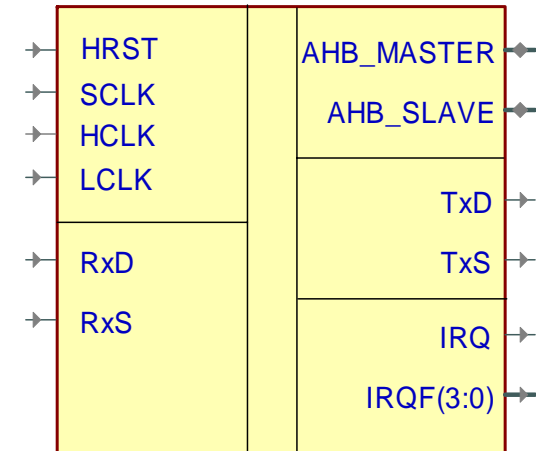 HRST
SCLK
HCLK
LCLK
RxD
RxS
AHB_MASTER
AHB_SLAVE
TxD
TxS
IRQ
IRQF(3:0)